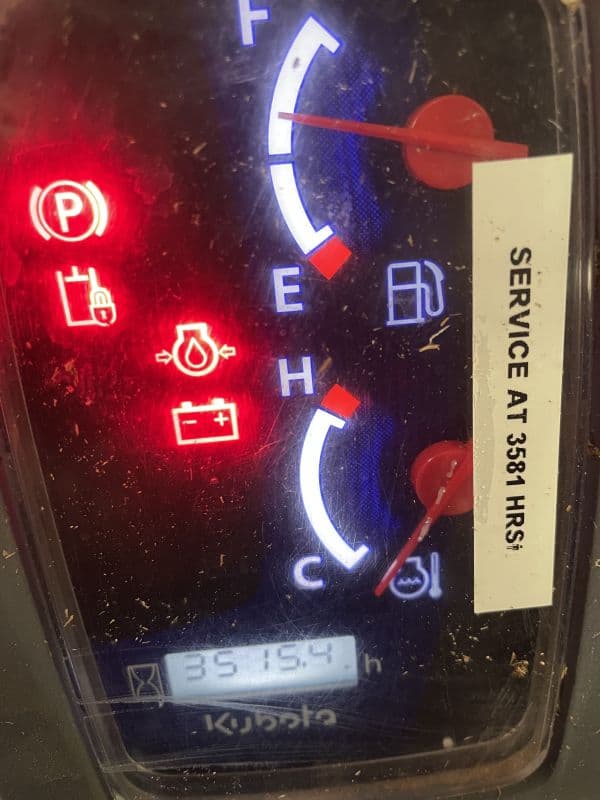 F
P
E
H
SERVICE AT 3581 HRS
C
3515.4 h
Kubota